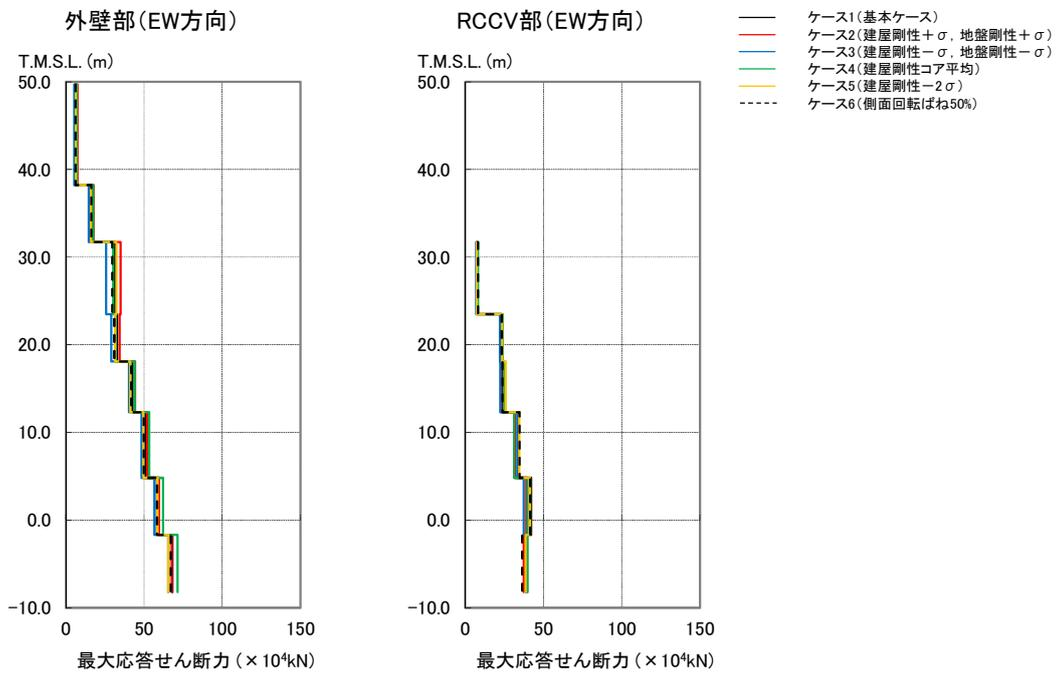 外壁部(EW方向)
T.M.S.L. (m)
50.0
40.0
30.0
20.0
10.0
0.0
-10.0
0 50 100 150
最大応答せん断力(×10⁴kN)
RCCV部(EW方向)
T.M.S.L. (m)
50.0
40.0
30.0
20.0
10.0
0.0
-10.0
0 50 100 150
最大応答せん断力(×10⁴kN)
ケース1(基本ケース)
ケース2(建屋剛性+σ, 地盤剛性+σ)
ケース3(建屋剛性-σ, 地盤剛性-σ)
ケース4(建屋剛性コア平均)
ケース5(建屋剛性-2σ)
ケース6(側面回転ばね50%)